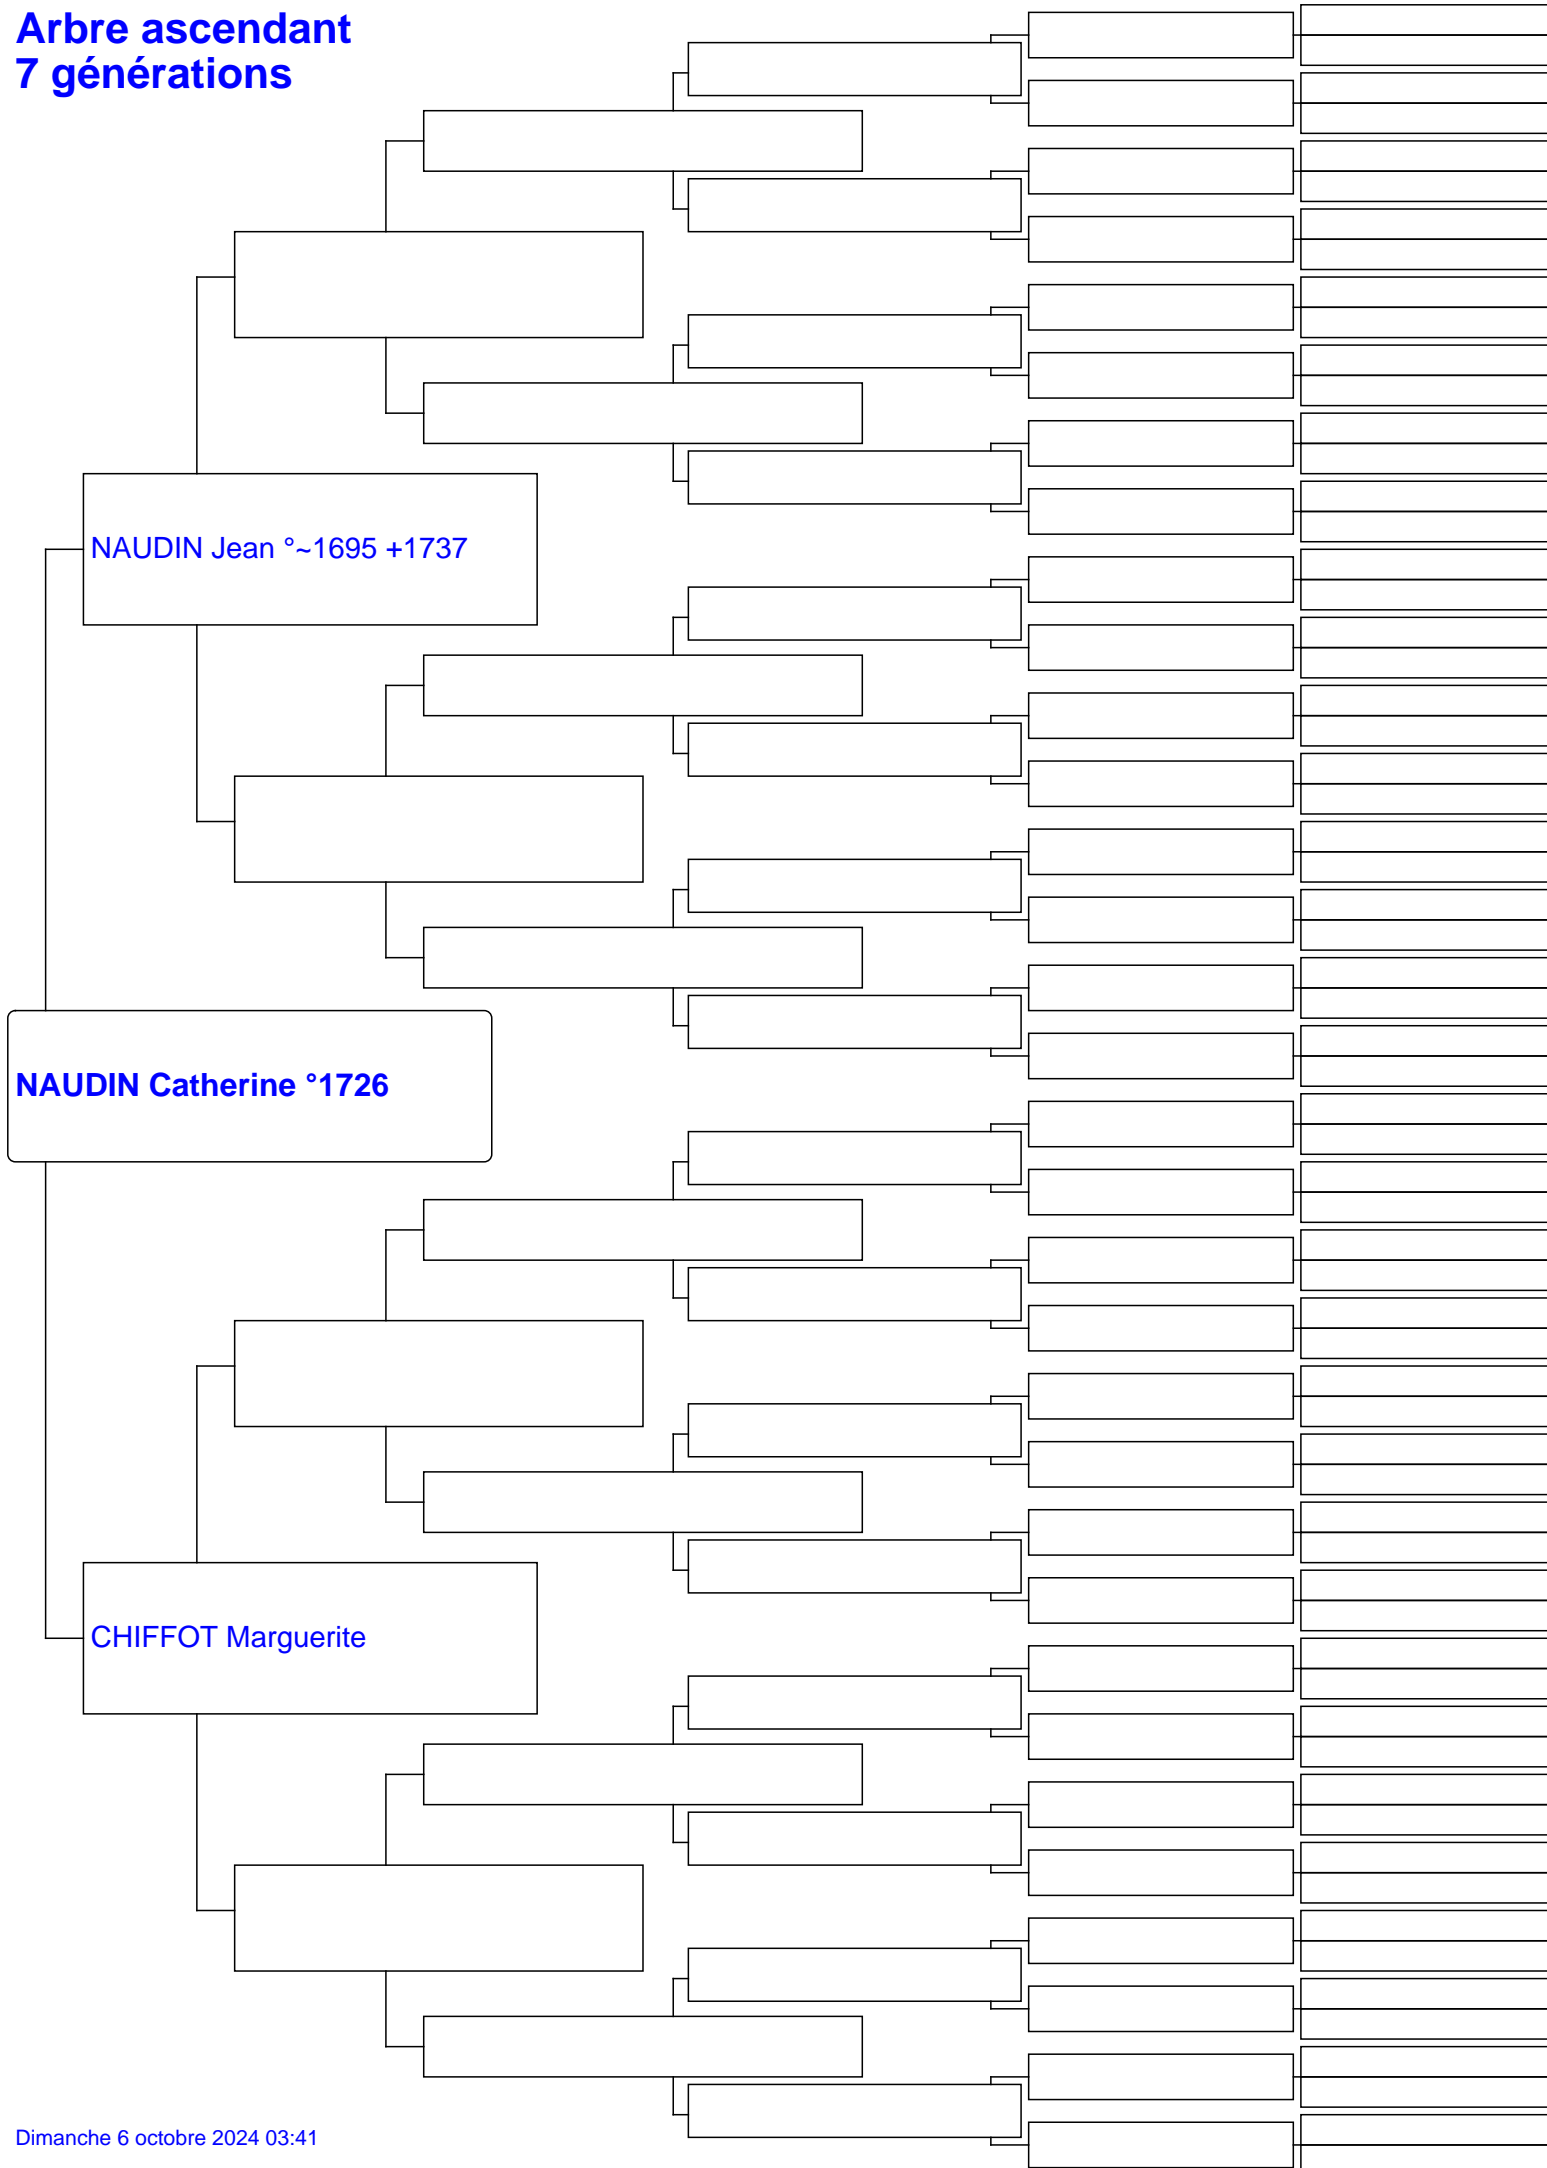 Arbre ascendant
7 générations
NAUDIN Jean °~1695 +1737
NAUDIN Catherine °1726
CHIFFOT Marguerite
Dimanche 6 octobre 2024 03:41